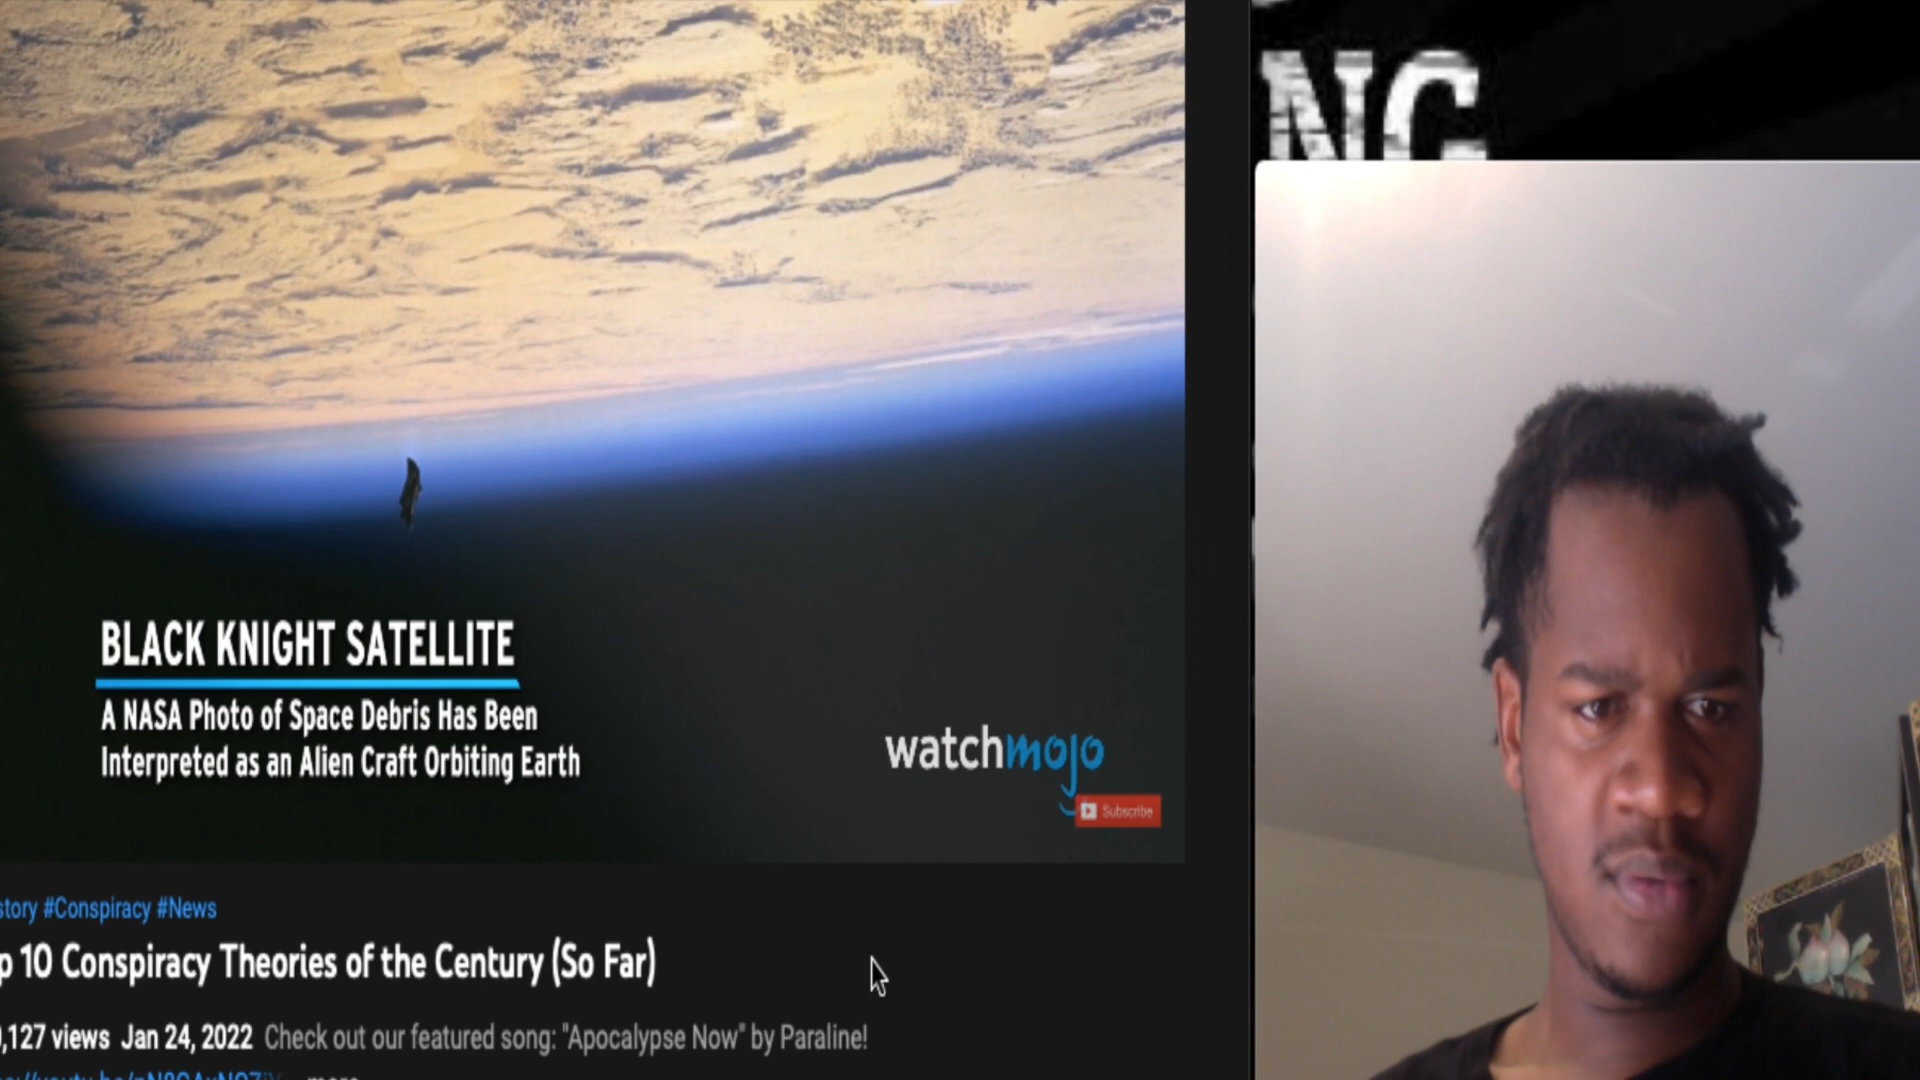 NG
BLACK KNIGHT SATELLITE
A NASA Photo of Space Debris Has Been
Interpreted as an Alien Craft Orbiting Earth
watchmojo
Subscribe
story #Conspiracy #News
p 10 Conspiracy Theories of the Century (So Far)
,127 views Jan 24, 2022 Check out our featured song: "Apocalypse Now" by Paraline!